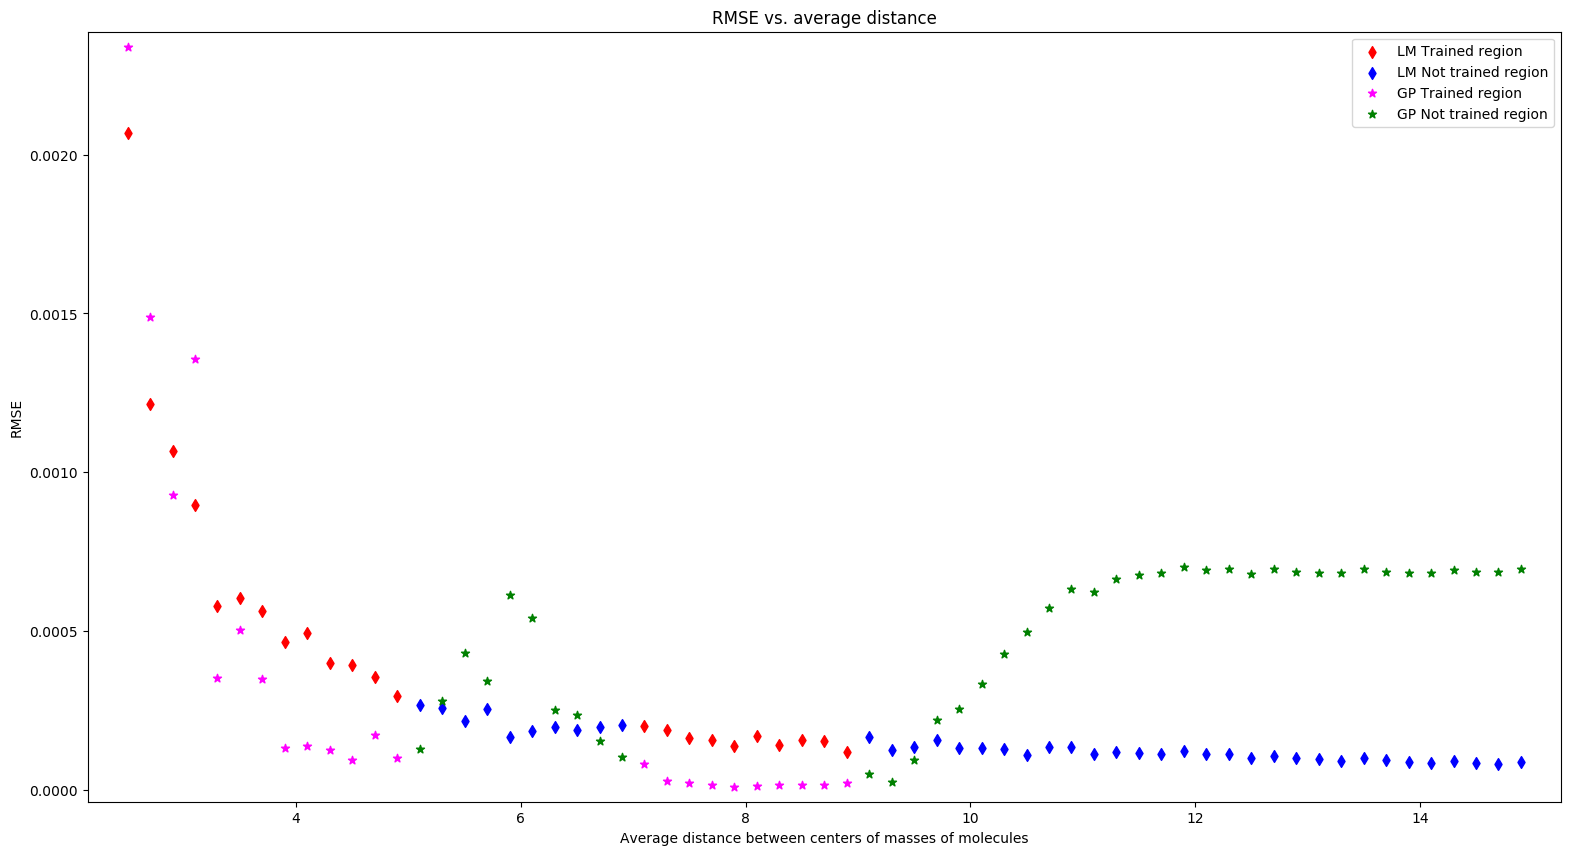 RMSE vs. average distance
LM Trained region
LM Not trained region
GP Trained region
GP Not trained region
RMSE
0.0020
0.0015
0.0010
0.0005
0.0000
4
6
8
10
12
14
Average distance between centers of masses of molecules